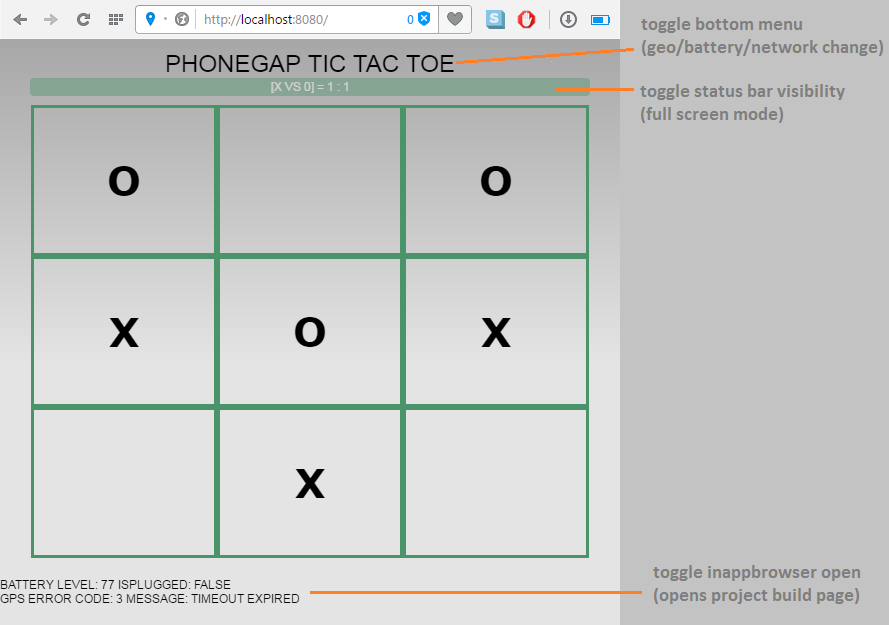 http://localhost:8080/
0
S
toggle bottom menu
(geo/battery/network change)
PHONEGAP TIC TAC TOE
[X VS 0] = 1 : 1
toggle status bar visibility
(full screen mode)
O O
X O X
X
BATTERY LEVEL: 77 ISPLUGGED: FALSE
GPS ERROR CODE: 3 MESSAGE: TIMEOUT EXPIRED
toggle inappbrowser open
(opens project build page)